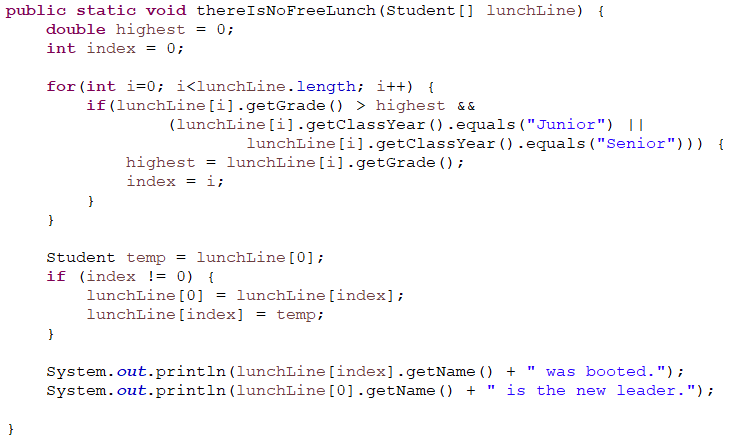 public static void thereIsNoFreeLunch(Student[] lunchLine) {
    double highest = 0;
    int index = 0;

    for(int i=0; i<lunchLine.length; i++) {
        if(lunchLine[i].getGrade() > highest &&
                (lunchLine[i].getClassYear().equals("Junior") ||
                        lunchLine[i].getClassYear().equals("Senior"))) {
            highest = lunchLine[i].getGrade();
            index = i;
        }
    }

    Student temp = lunchLine[0];
    if (index != 0) {
        lunchLine[0] = lunchLine[index];
        lunchLine[index] = temp;
    }

    System.out.println(lunchLine[index].getName() + " was booted.");
    System.out.println(lunchLine[0].getName() + " is the new leader.");

}